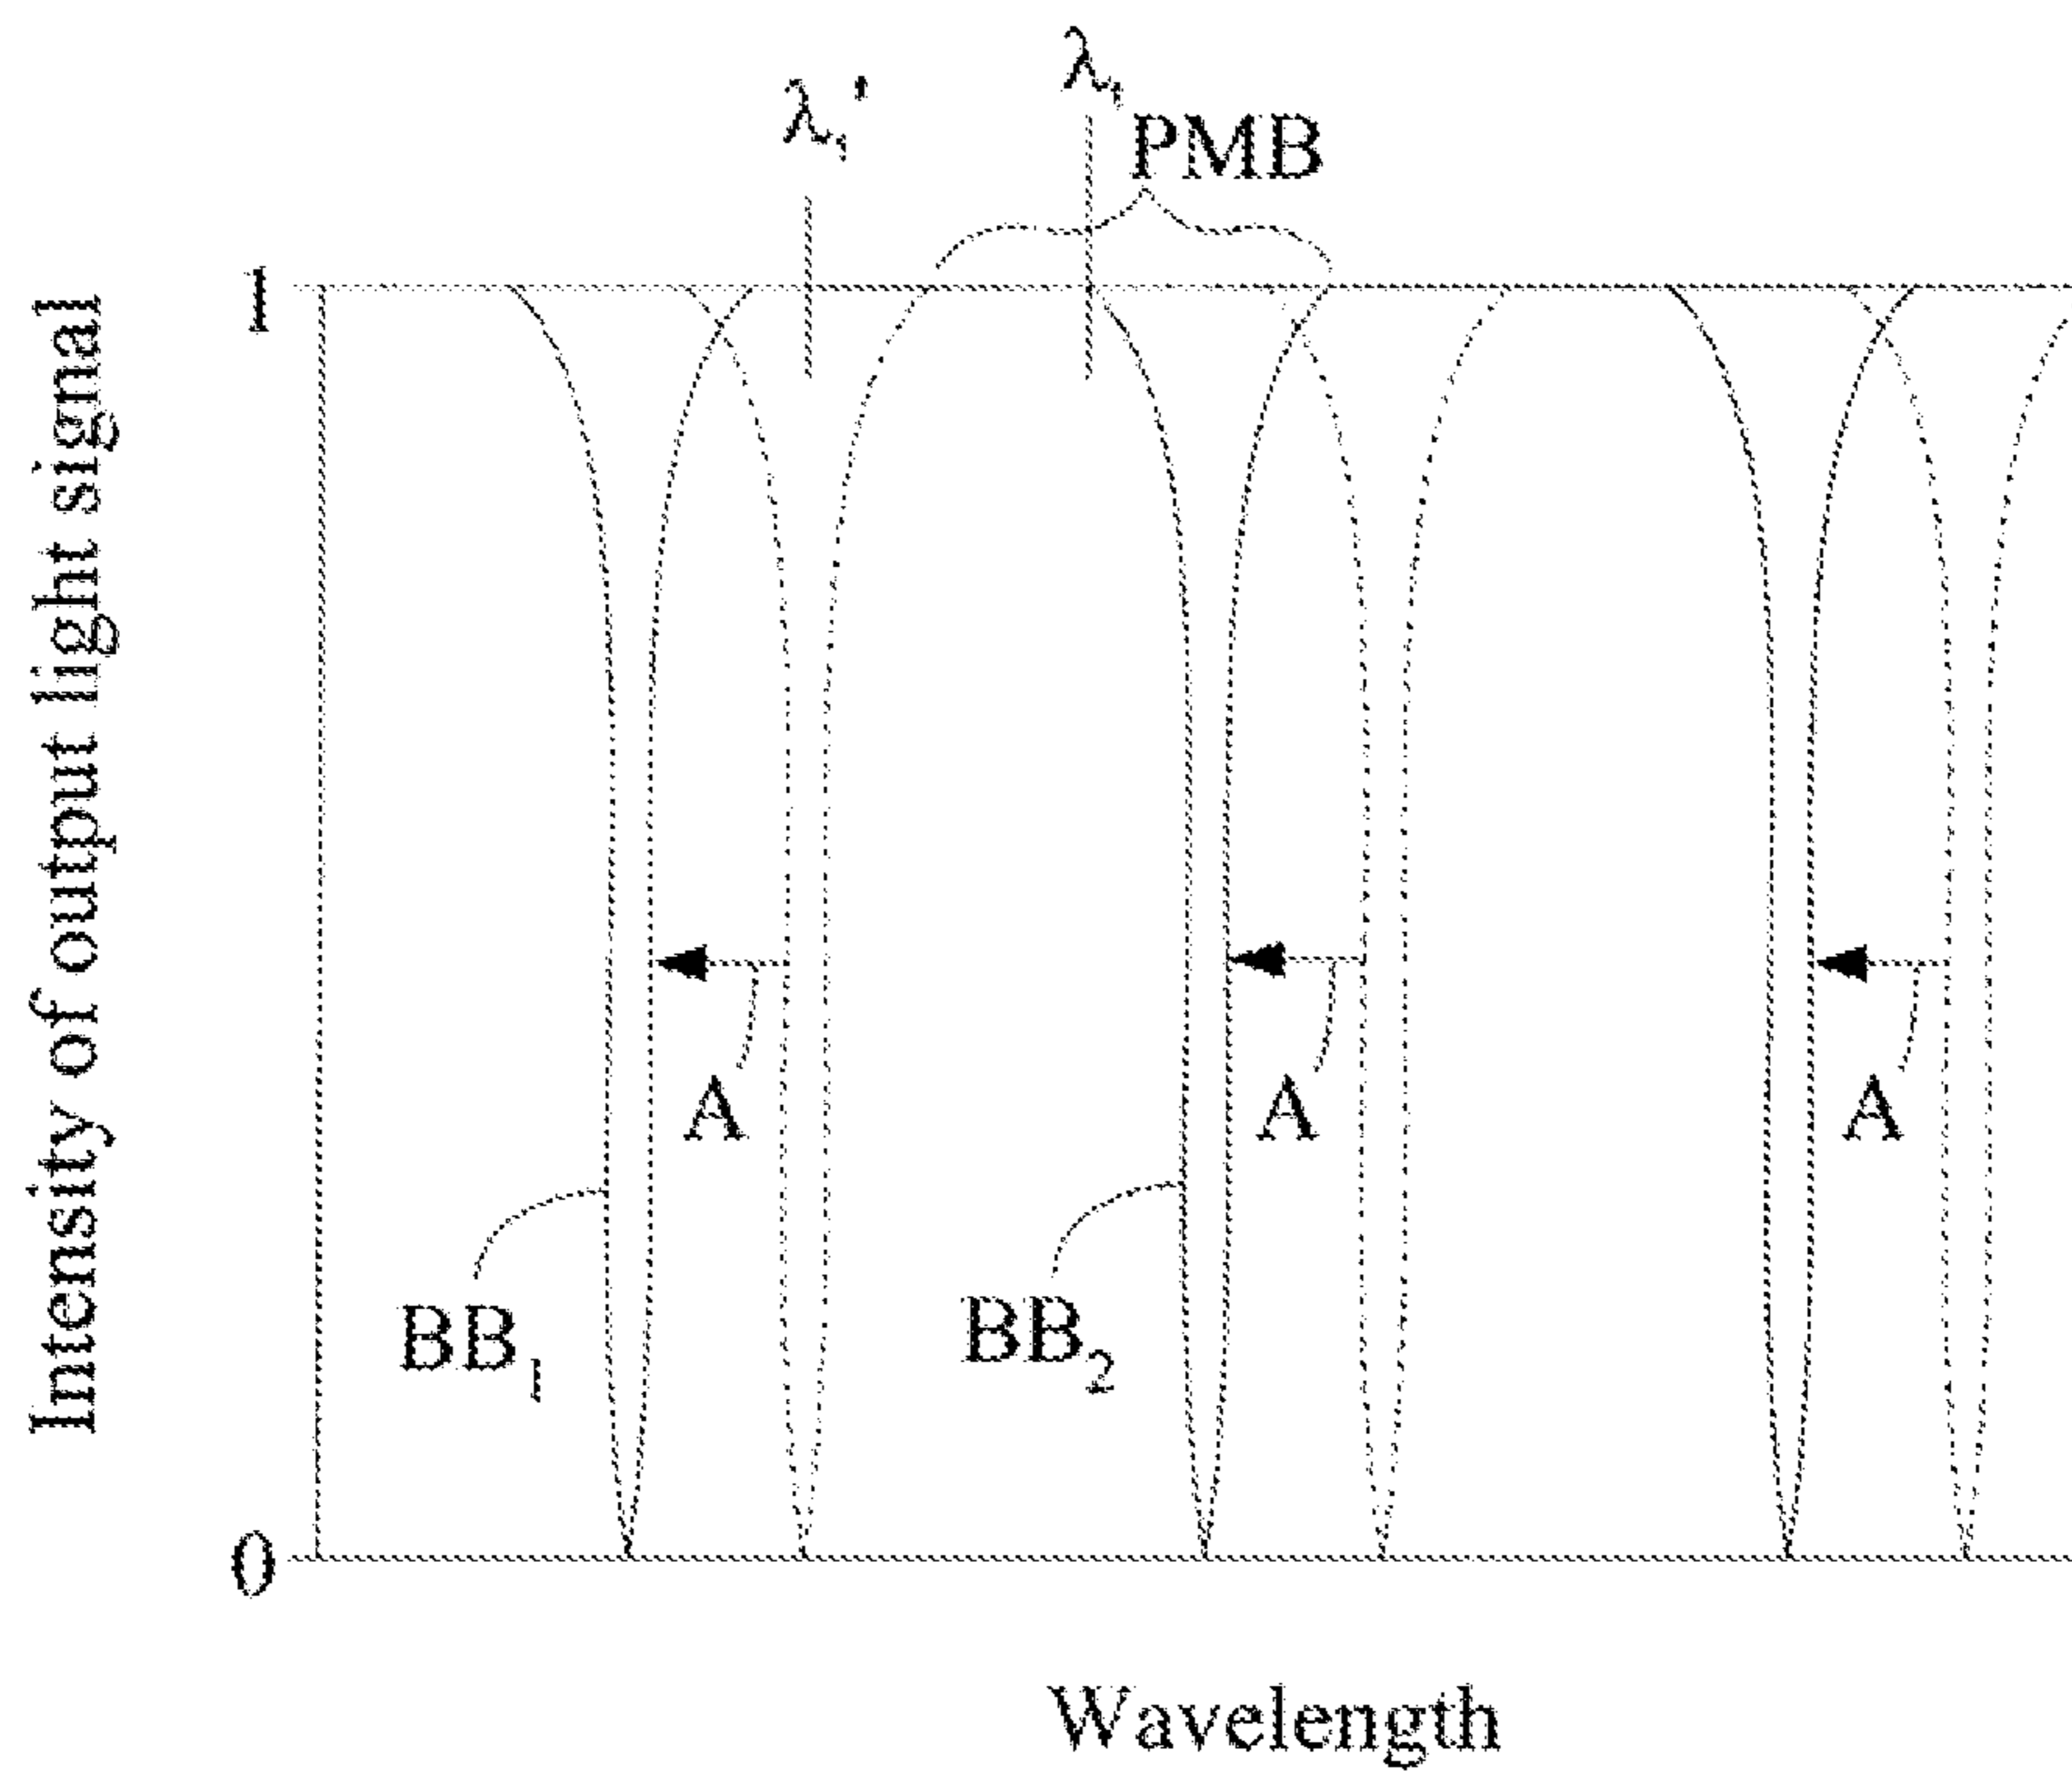 λ₁'
λ₁
PMB
1
Intensity of output light signal
A
A
A
BB₁
BB₂
0
Wavelength